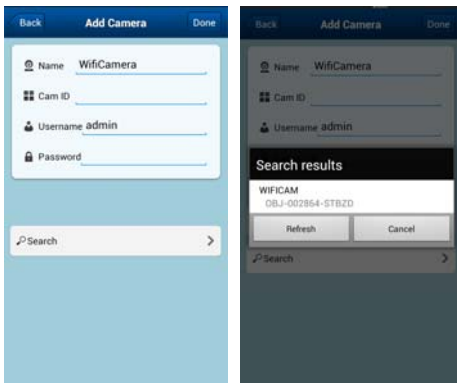 Back Add Camera Done
Name WifiCamera
Cam ID
Username admin
Password
Search
Back Add Camera Done
Name WifiCamera
Cam ID
Username admin
Search results
WIFICAM
OBJ-002864-STBZD
Refresh Cancel
Search